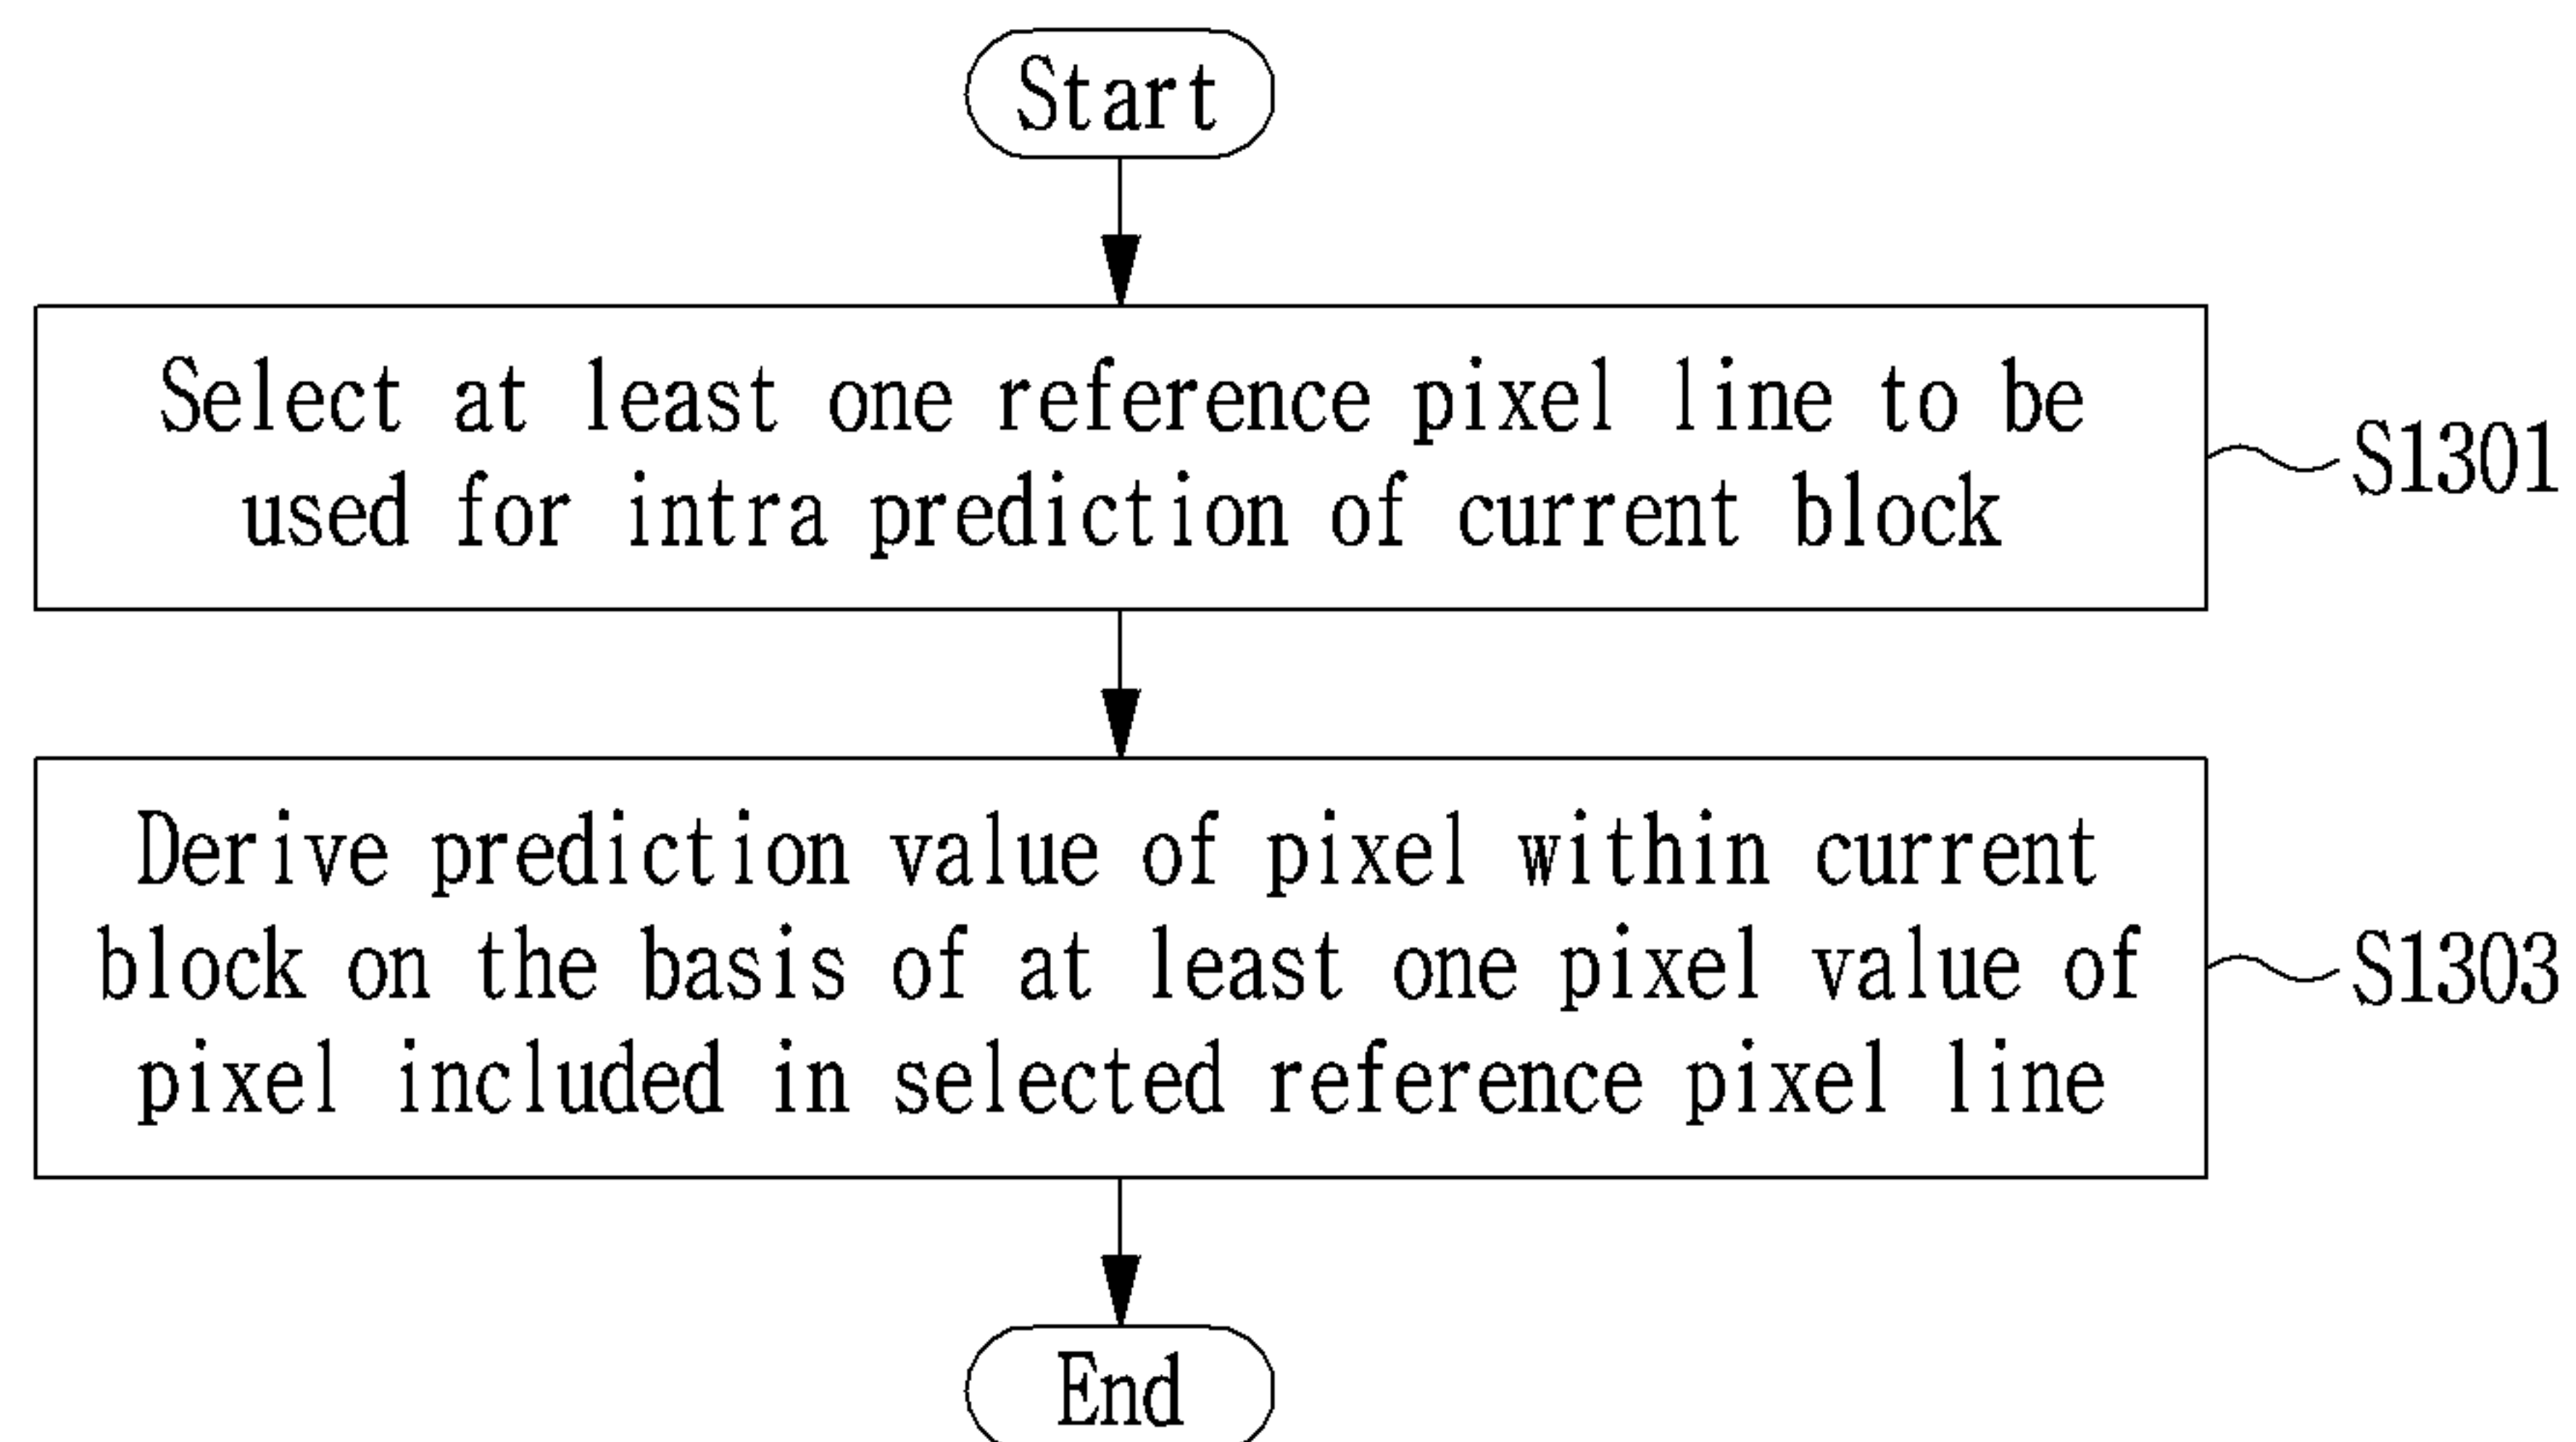 Start
Select at least one reference pixel line to be
used for intra prediction of current block
S1301
Derive prediction value of pixel within current
block on the basis of at least one pixel value of
pixel included in selected reference pixel line
S1303
End